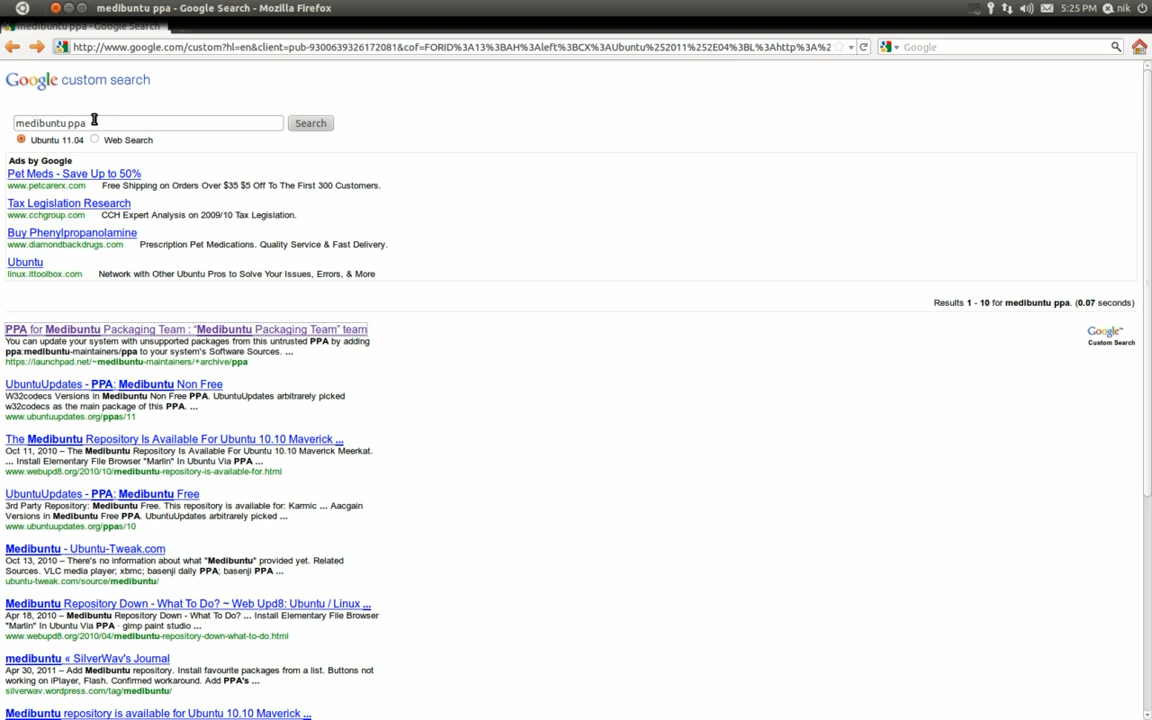 medibuntu ppa - Google Search - Mozilla Firefox
5:25 PM
nik
medibuntu ppa - Google Search
http://www.google.com/custom?hl=en&client=pub-9300639326172081&cof=FORID%3A13%3BAH%3Aleft%3BCX%3AUbuntu%252011%252E04%3BL%3Ahttp%3A%2
Google
Google custom search
medibuntu ppa
Search
Ubuntu 11.04
Web Search
Ads by Google
Pet Meds - Save Up to 50%
www.petcarerx.com Free Shipping on Orders Over $35 $5 Off To The First 300 Customers.
Tax Legislation Research
www.cchgroup.com CCH Expert Analysis on 2009/10 Tax Legislation.
Buy Phenylpropanolamine
www.diamondbackdrugs.com Prescription Pet Medications. Quality Service & Fast Delivery.
Ubuntu
linux.ittoolbox.com Network with Other Ubuntu Pros to Solve Your Issues, Errors, & More
Results 1 - 10 for medibuntu ppa. (0.07 seconds)
PPA for Medibuntu Packaging Team : “Medibuntu Packaging Team” team
You can update your system with unsupported packages from this untrusted PPA by adding
ppa:medibuntu-maintainers/ppa to your system's Software Sources. ...
https://launchpad.net/~medibuntu-maintainers/+archive/ppa
Google™
Custom Search
UbuntuUpdates - PPA: Medibuntu Non Free
W32codecs Versions in Medibuntu Non Free PPA. UbuntuUpdates arbitrarily picked
w32codecs as the main package of this PPA. ...
www.ubuntuupdates.org/ppas/11
The Medibuntu Repository Is Available For Ubuntu 10.10 Maverick ...
Oct 11, 2010 – The Medibuntu Repository Is Available For Ubuntu 10.10 Maverick Meerkat.
... Install Elementary File Browser "Marlin" In Ubuntu Via PPA ...
www.webupd8.org/2010/10/medibuntu-repository-is-available-for.html
UbuntuUpdates - PPA: Medibuntu Free
3rd Party Repository: Medibuntu Free. This repository is available for: Karmic ... Aacgain
Versions in Medibuntu Free PPA. UbuntuUpdates arbitrarily picked ...
www.ubuntuupdates.org/ppas/10
Medibuntu - Ubuntu-Tweak.com
Oct 13, 2010 – There's no information about what "Medibuntu" provided yet. Related
Sources. VLC media player; xbmc; basenji daily PPA; basenji PPA ...
ubuntu-tweak.com/source/medibuntu/
Medibuntu Repository Down - What To Do? ~ Web Upd8: Ubuntu / Linux ...
Apr 18, 2010 – Medibuntu Repository Down - What To Do? ... Install Elementary File Browser
"Marlin" In Ubuntu Via PPA · gimp paint studio ...
www.webupd8.org/2010/04/medibuntu-repository-down-what-to-do.html
medibuntu « SilverWav's Journal
Apr 30, 2011 – Add Medibuntu repository. Install favourite packages from a list. Buttons not
working on iPlayer, Flash. Confirmed workaround. Add PPA's ...
silverwav.wordpress.com/tag/medibuntu/
Medibuntu repository is available for Ubuntu 10.10 Maverick ...